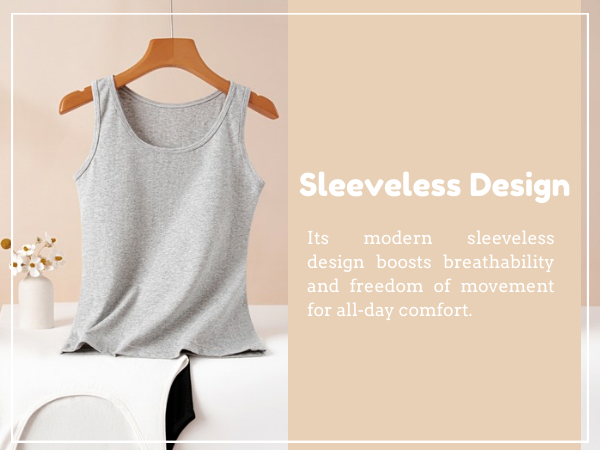 Sleeveless Design
Its modern sleeveless
design boosts breathability
and freedom of movement
for all-day comfort.